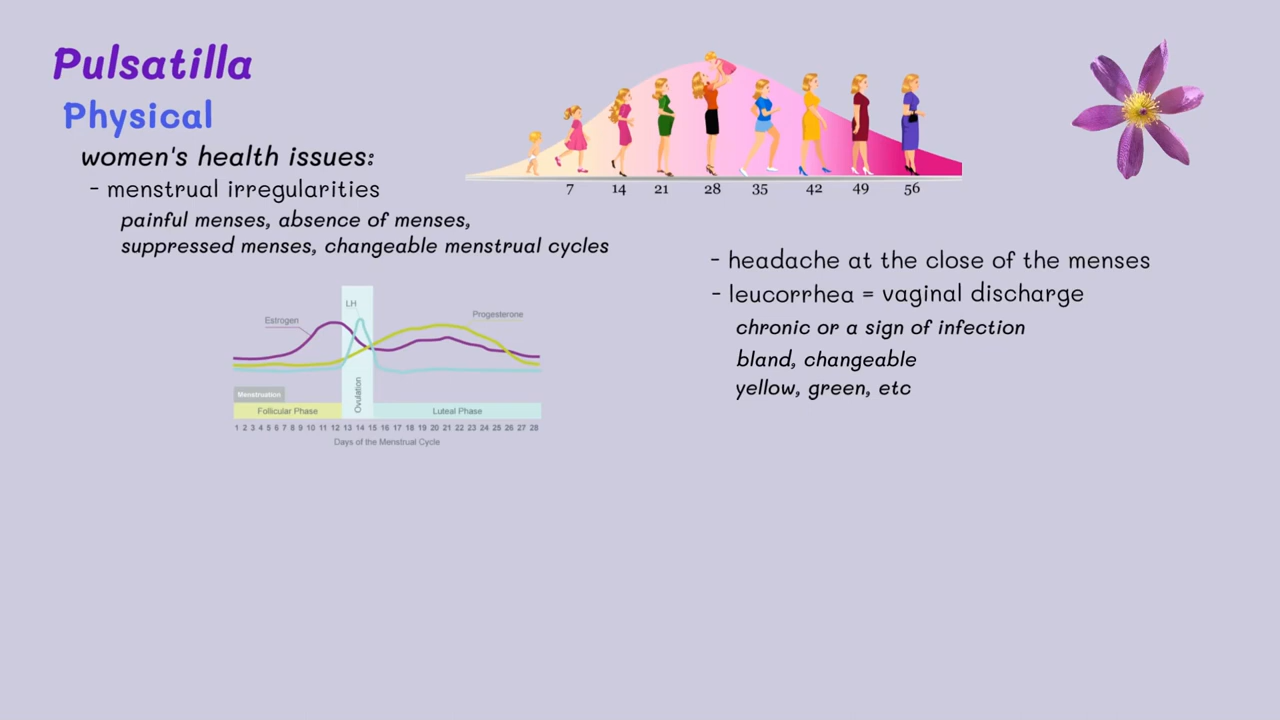 Pulsatilla
Physical
women's health issues:
- menstrual irregularities
painful menses, absence of menses,
suppressed menses, changeable menstrual cycles
7 14 21 28 35 42 49 56
LH
Estrogen
Progesterone
Ovulation
Menstruation
Follicular Phase
Luteal Phase
1 2 3 4 5 6 7 8 9 10 11 12 13 14 15 16 17 18 19 20 21 22 23 24 25 26 27 28
Days of the Menstrual Cycle
- headache at the close of the menses
- leucorrhea = vaginal discharge
chronic or a sign of infection
bland, changeable
yellow, green, etc